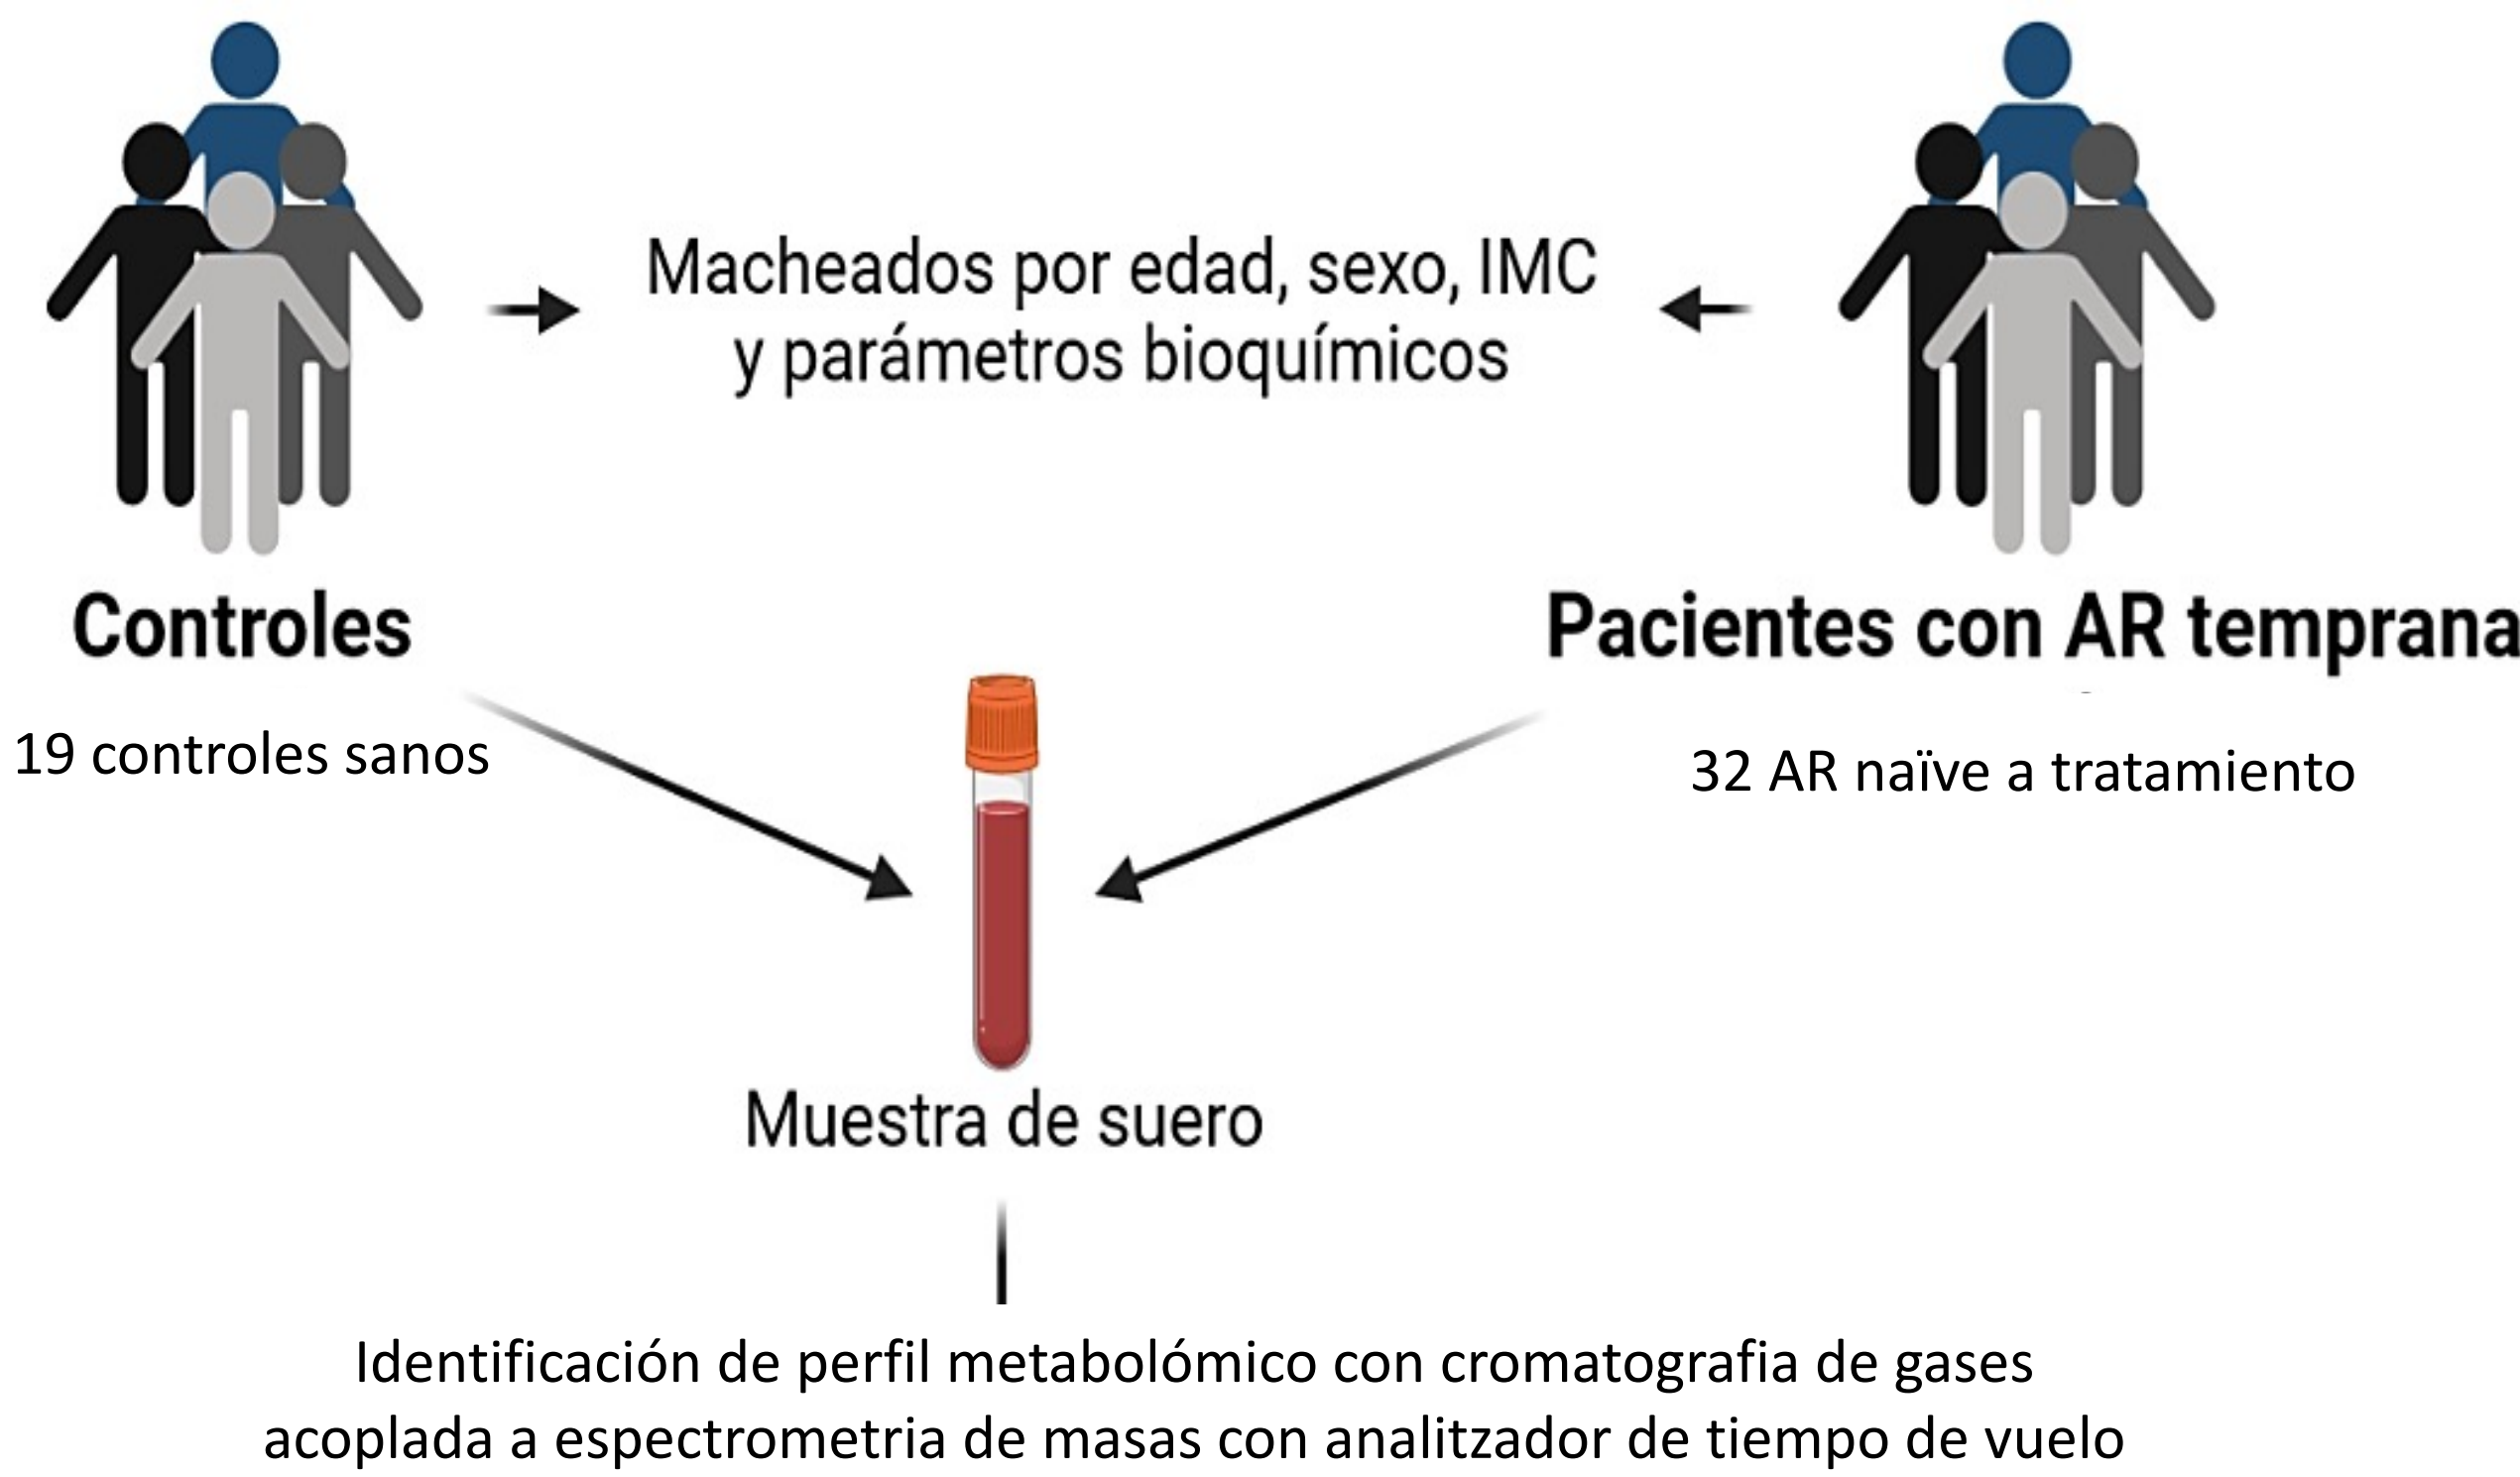 Macheados por edad, sexo, IMC
y parámetros bioquímicos
Controles
Pacientes con AR temprana
19 controles sanos
32 AR naïve a tratamiento
Muestra de suero
Identificación de perfil metabolómico con cromatografia de gases
acoplada a espectrometria de masas con analitzador de tiempo de vuelo